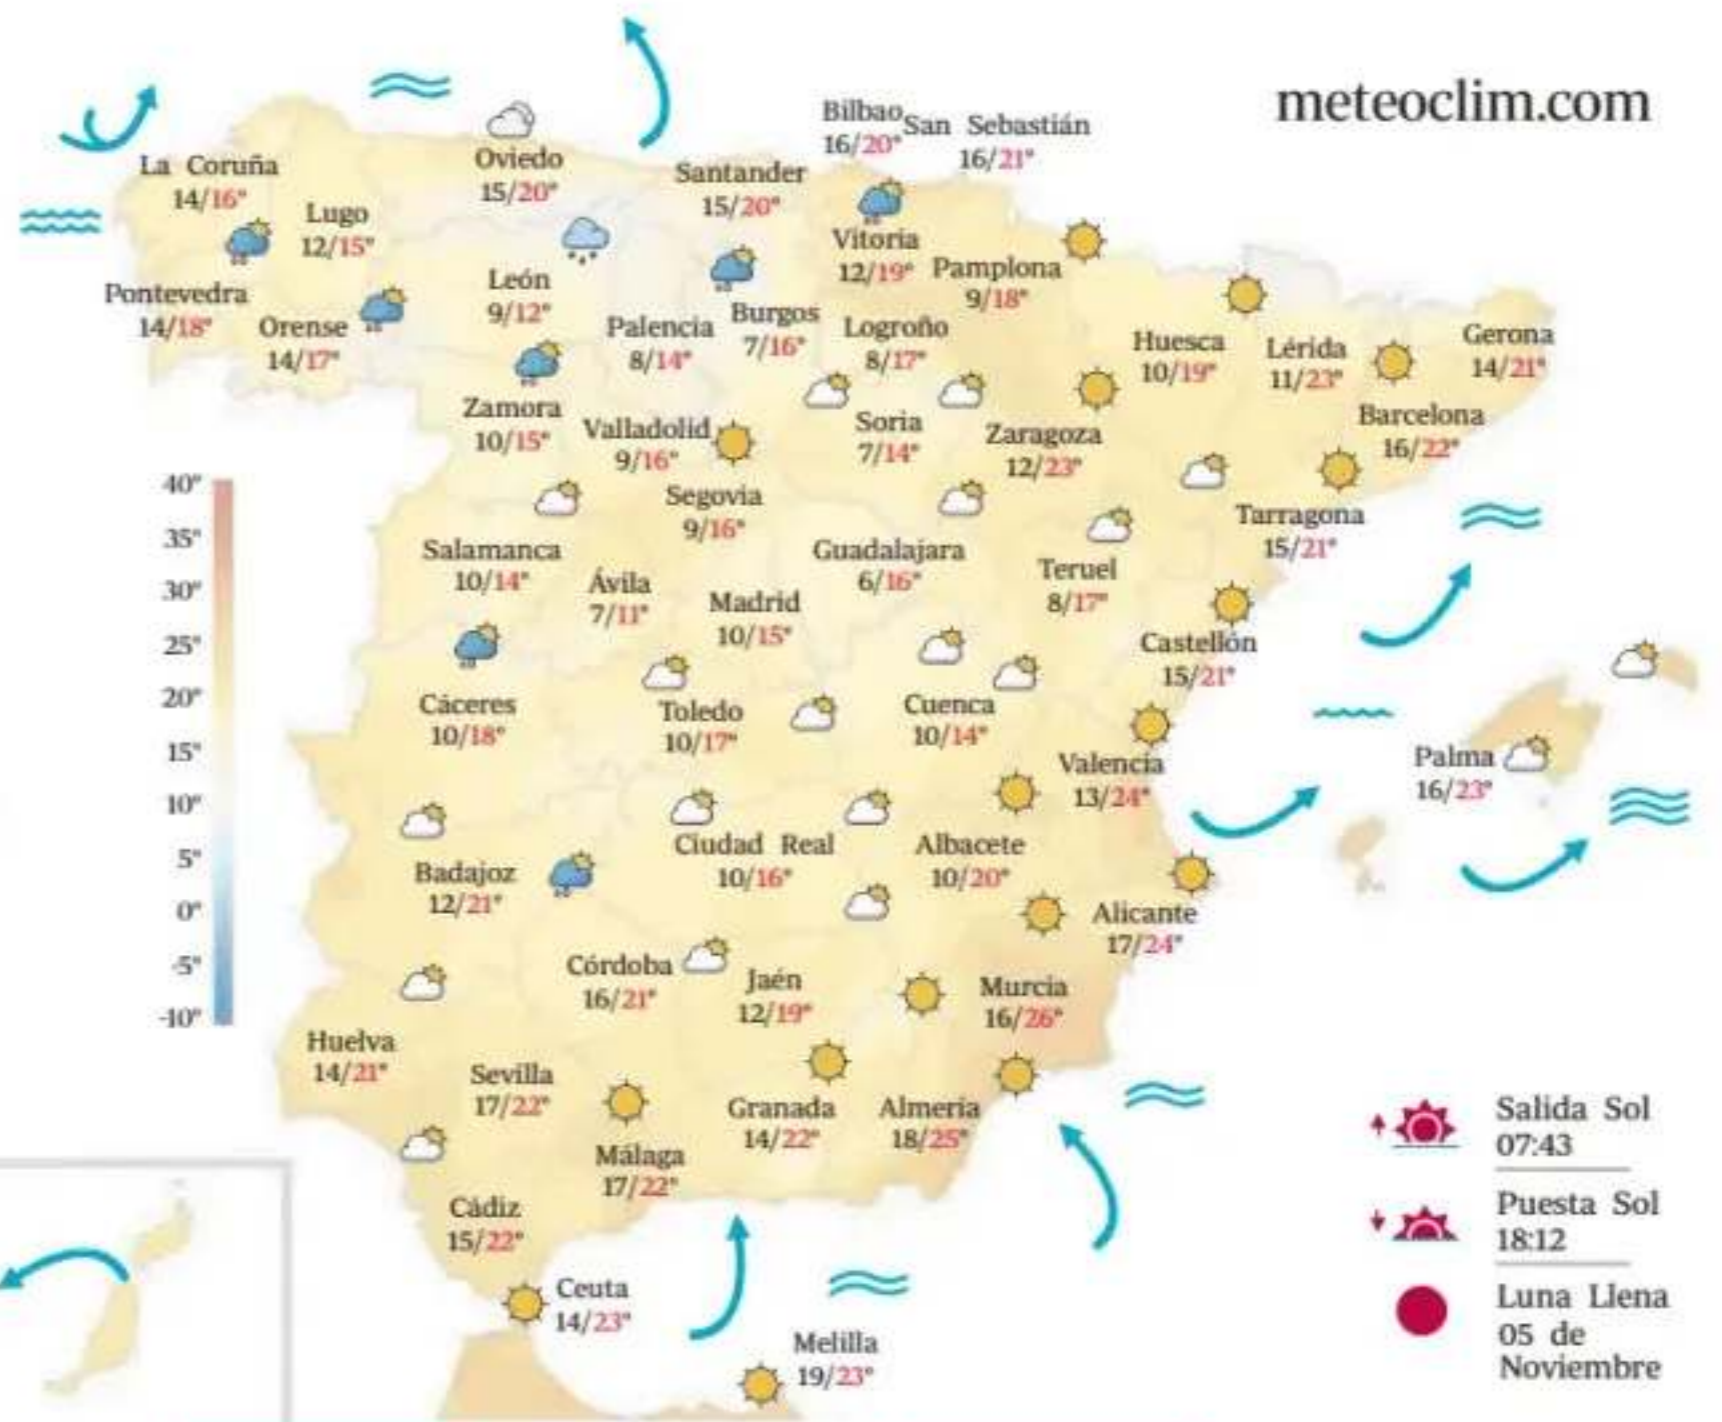 meteoclim.com
Bilbao
16/20°
San Sebastián
16/21°
La Coruña
14/16°
Oviedo
15/20°
Santander
15/20°
Lugo
12/15°
Vitoria
12/19°
Pamplona
9/18°
León
9/12°
Pontevedra
14/18°
Orense
14/17°
Palencia
8/14°
Burgos
7/16°
Logroño
8/17°
Huesca
10/19°
Lérida
11/23°
Gerona
14/21°
Zamora
10/15°
Valladolid
9/16°
Soria
7/14°
Zaragoza
12/23°
Barcelona
16/22°
Segovia
9/16°
Tarragona
15/21°
Salamanca
10/14°
Ávila
7/11°
Madrid
10/15°
Guadalajara
6/16°
Teruel
8/17°
Castellón
15/21°
Cáceres
10/18°
Toledo
10/17°
Cuenca
10/14°
Valencia
13/24°
Palma
16/23°
Badajoz
12/21°
Ciudad Real
10/16°
Albacete
10/20°
Alicante
17/24°
Córdoba
16/21°
Jaén
12/19°
Murcia
16/26°
Huelva
14/21°
Sevilla
17/22°
Málaga
17/22°
Granada
14/22°
Almería
18/25°
Cádiz
15/22°
Ceuta
14/23°
Melilla
19/23°
40°
35°
30°
25°
20°
15°
10°
5°
0°
-5°
-10°
Salida Sol
07:43
Puesta Sol
18:12
Luna Llena
05 de
Noviembre